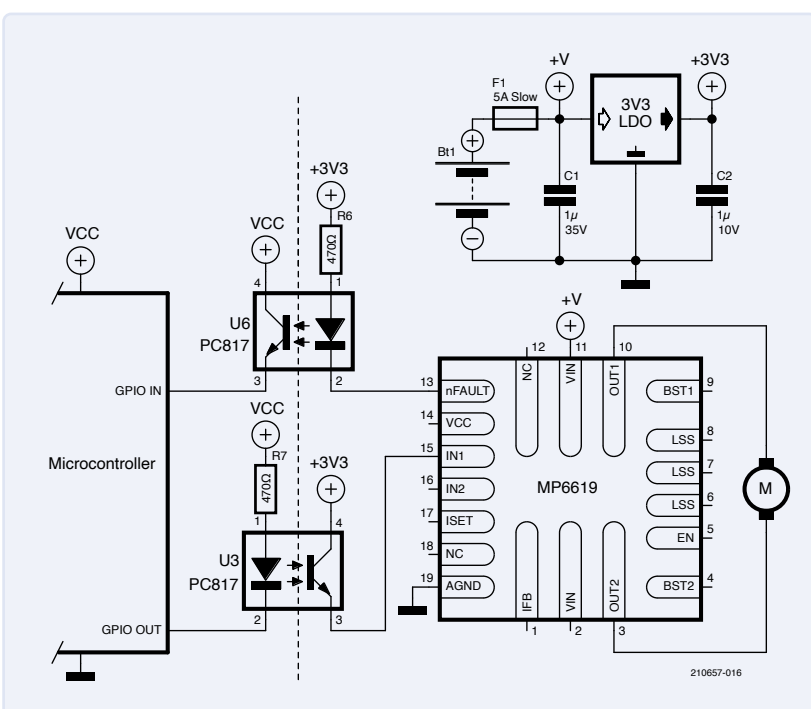 +V
+3V3
F1
5A Slow
3V3
LDO
Bt1
C1
1µ
35V
C2
1µ
10V
+3V3
R6
470Ω
VCC
VCC
4
1
U6
PC817
3
2
GPIO IN
VCC
R7
470Ω
+3V3
Microcontroller
1
4
U3
PC817
2
3
GPIO OUT
+V
12
11
10
NC
VIN
OUT1
13
nFAULT
14
VCC
15
IN1
16
IN2
17
ISET
18
NC
19
AGND
MP6619
BST1
9
LSS
8
LSS
7
LSS
6
EN
5
BST2
4
IFB
VIN
OUT2
1
2
3
M
210657-016